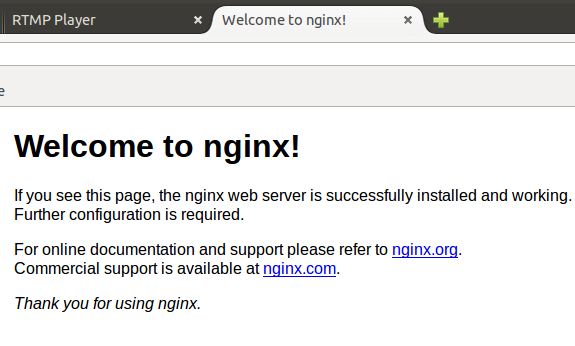 RTMP Player
Welcome to nginx!
e
Welcome to nginx!
If you see this page, the nginx web server is successfully installed and working.
Further configuration is required.
For online documentation and support please refer to nginx.org.
Commercial support is available at nginx.com.
Thank you for using nginx.